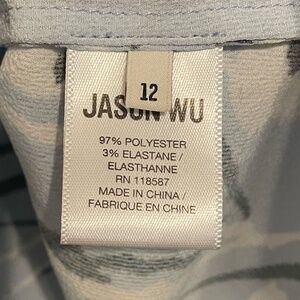 12
JASON WU
97% POLYESTER
3% ELASTANE /
ELASTHANNE
RN 118587
MADE IN CHINA /
FABRIQUE EN CHINE